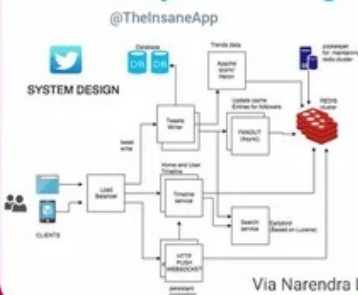 @TheInsaneApp
SYSTEM DESIGN
Database
DB DB
Trends data
Apache
storm/
Heron
zookeeper
for maintaining
redis cluster
REDIS
cluster
Update cache
Entries for followers
Tweets
Writer
FANOUT
(Async)
tweet
write
Home and User
Timeline
Load
Balancer
Timeline
service
CLIENTS
Search
service
Earlybird
(Based on Lucene)
HTTP
PUSH
WEBSOCKET
persistent
Via Narendra